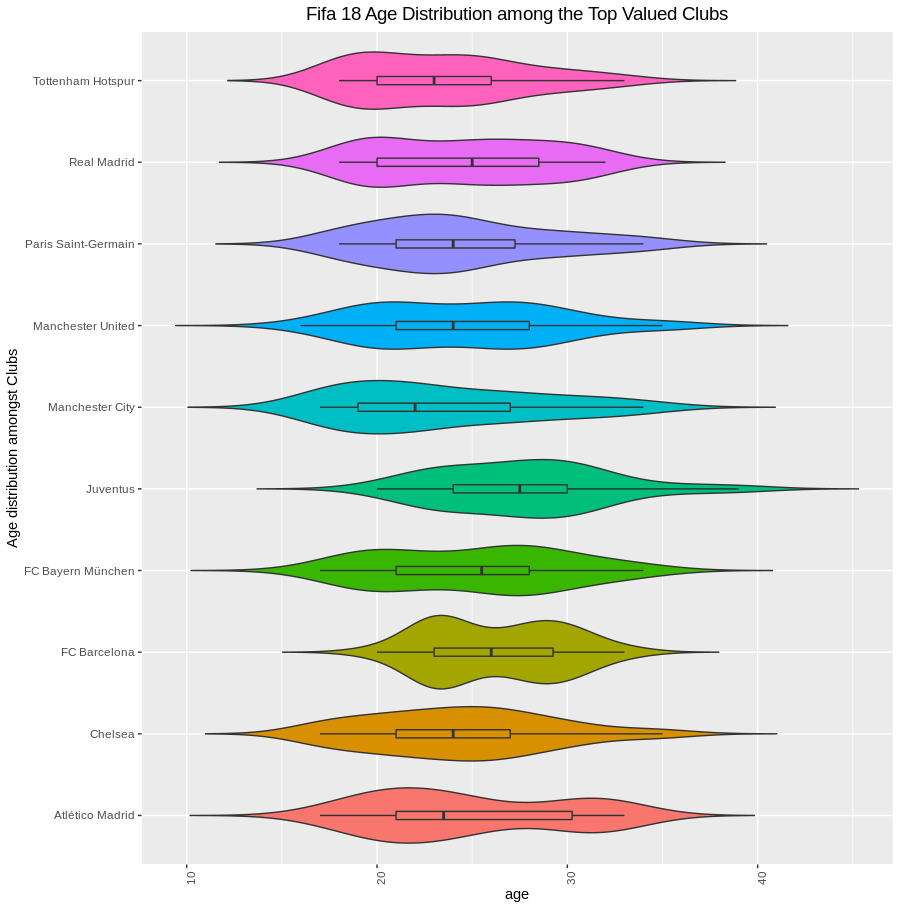 Fifa 18 Age Distribution among the Top Valued Clubs
Age distribution amongst Clubs
Tottenham Hotspur
Real Madrid
Paris Saint-Germain
Manchester United
Manchester City
Juventus
FC Bayern München
FC Barcelona
Chelsea
Atlético Madrid
10 20 30 40
age